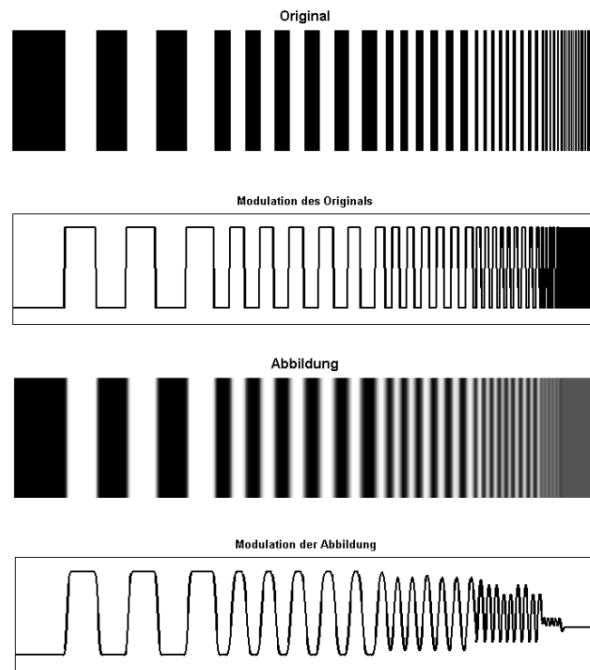 Original
Modulation des Originals
Abbildung
Modulation der Abbildung